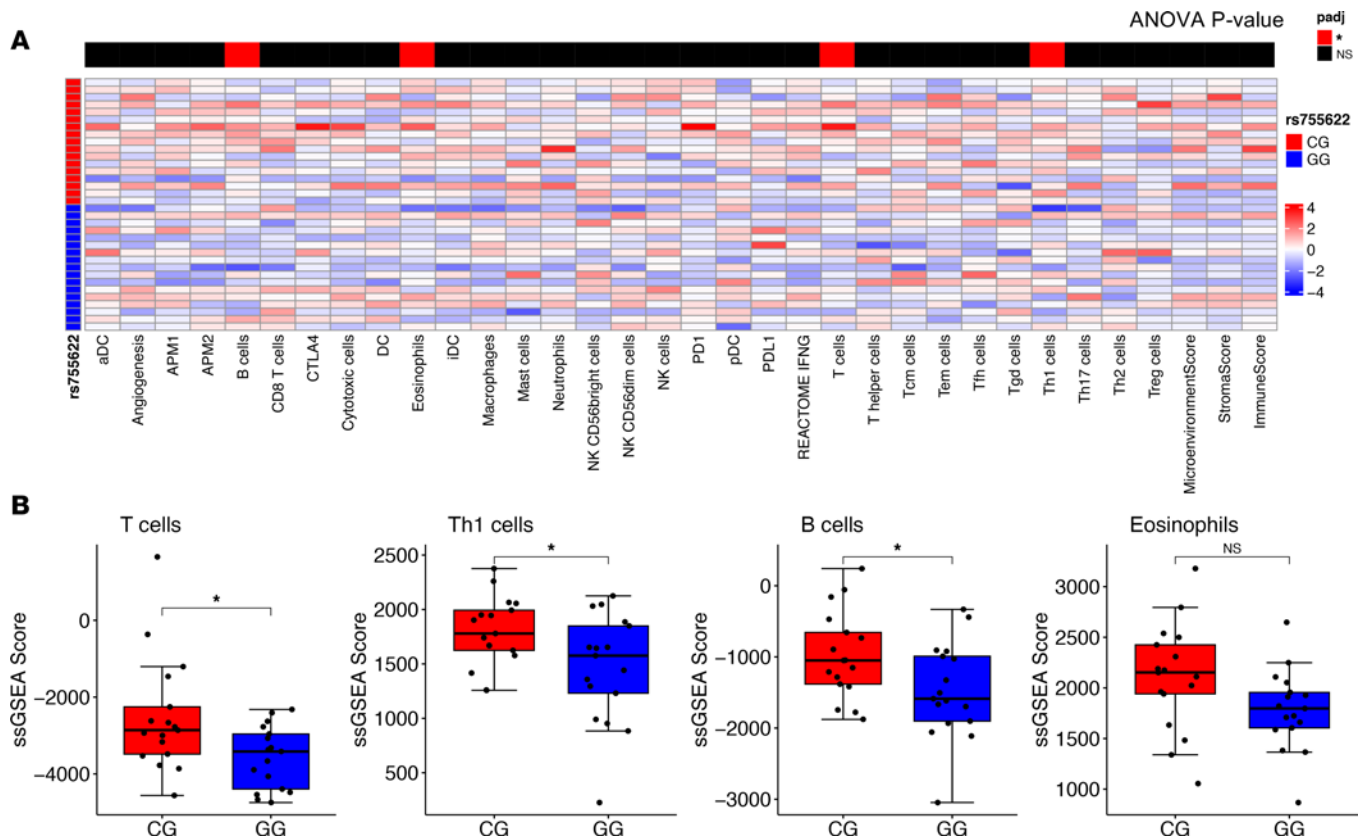 A
ANOVA P-value
padj
*
NS
rs755622
CG
GG
4
2
0
−2
−4
rs755622
aDC
Angiogenesis
APM1
APM2
B cells
CD8 T cells
CTLA4
Cytotoxic cells
DC
Eosinophils
iDC
Macrophages
Mast cells
Neutrophils
NK CD56bright cells
NK CD56dim cells
NK cells
PD1
pDC
PDL1
REACTOME IFNG
T cells
T helper cells
Tcm cells
Tem cells
Tfh cells
Tgd cells
Th1 cells
Th17 cells
Th2 cells
Treg cells
MicroenvironmentScore
StromaScore
ImmuneScore
B
T cells
ssGSEA Score
0
−2000
−4000
*
CG
GG
Th1 cells
ssGSEA Score
2500
2000
1500
1000
500
*
CG
GG
B cells
ssGSEA Score
0
−1000
−2000
−3000
*
CG
GG
Eosinophils
ssGSEA Score
3000
2500
2000
1500
1000
NS
CG
GG